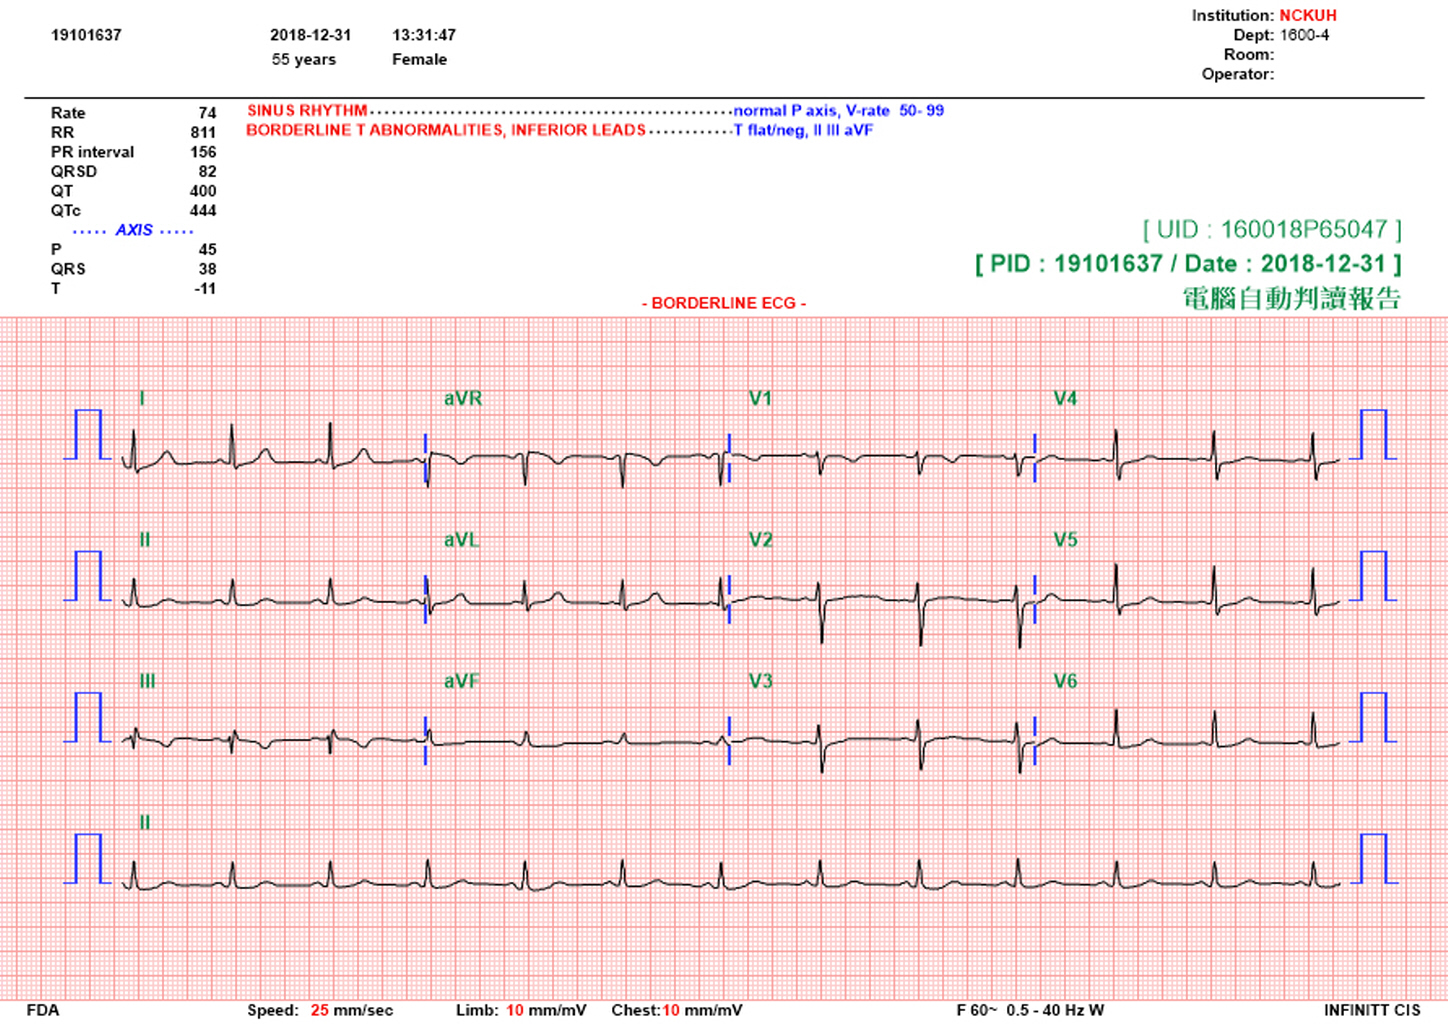 Institution: NCKUH
19101637 2018-12-31 13:31:47 Dept: 1600-4
55 years Female Room:
Operator:
Rate 74 SINUS RHYTHM normal P axis, V-rate 50- 99
RR 811 BORDERLINE T ABNORMALITIES, INFERIOR LEADS T flat/neg, II III aVF
PR interval 156
QRSD 82
QT 400
QTc 444
AXIS
P 45
QRS 38
T -11
[ UID : 160018P65047 ]
[ PID : 19101637 / Date : 2018-12-31 ]
電腦自動判讀報告
- BORDERLINE ECG -
I aVR V1 V4
II aVL V2 V5
III aVF V3 V6
II
FDA Speed: 25 mm/sec Limb: 10 mm/mV Chest:10 mm/mV F 60~ 0.5 - 40 Hz W INFINITT CIS